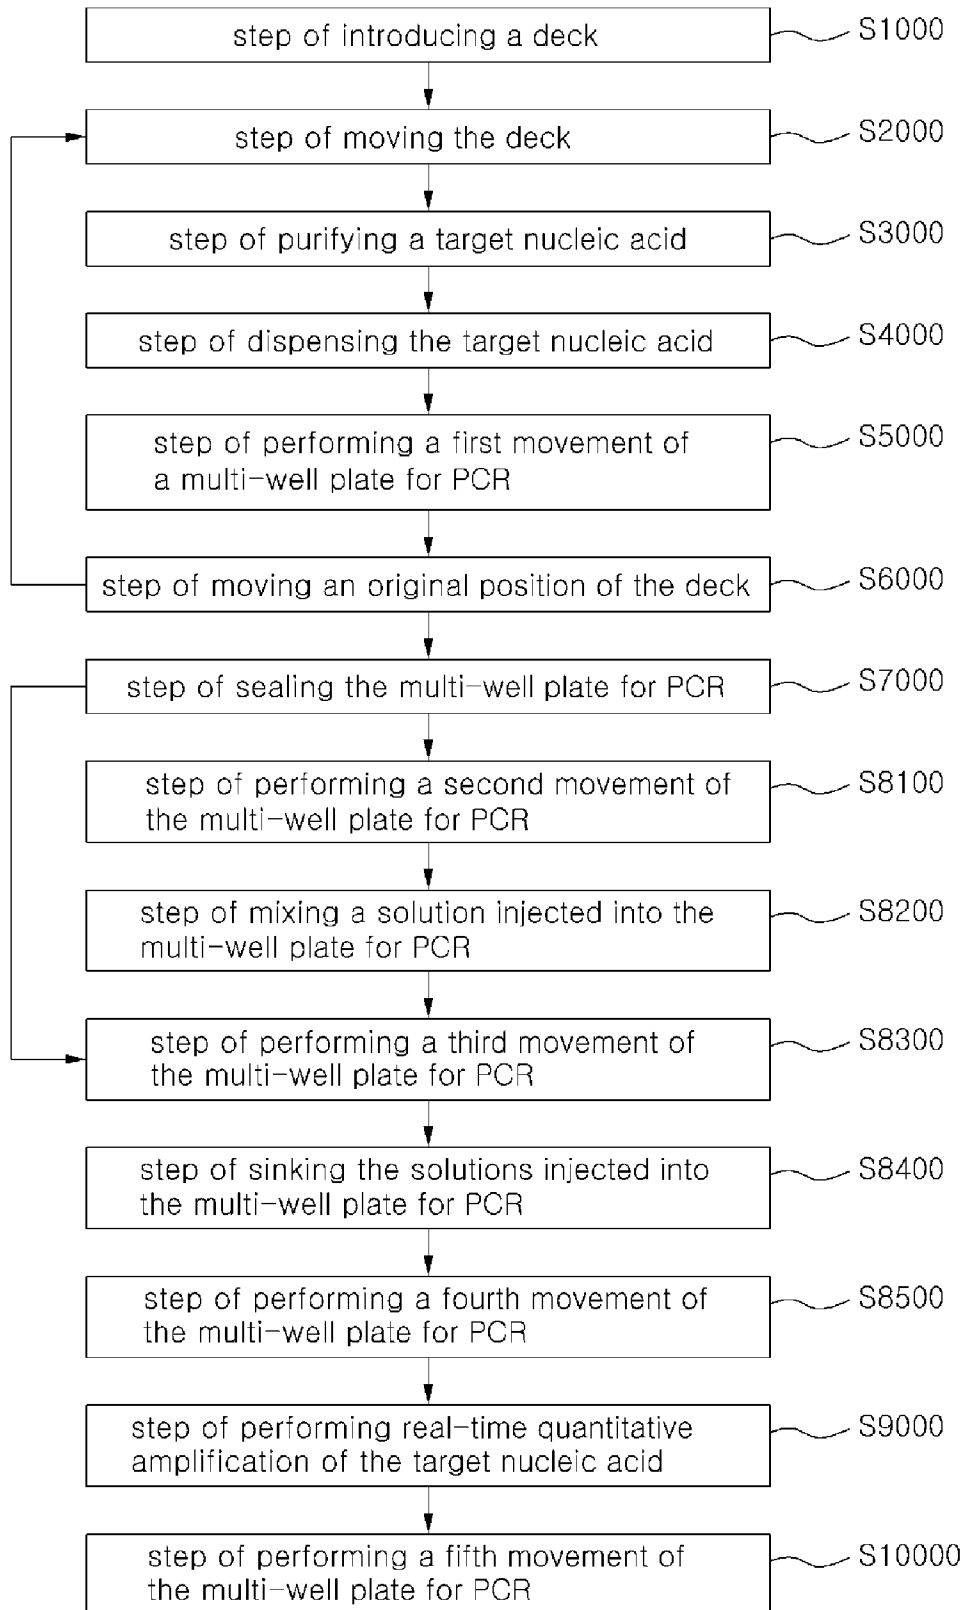 step of introducing a deck
S1000
step of moving the deck
S2000
step of purifying a target nucleic acid
S3000
step of dispensing the target nucleic acid
S4000
step of performing a first movement of
a multi-well plate for PCR
S5000
step of moving an original position of the deck
S6000
step of sealing the multi-well plate for PCR
S7000
step of performing a second movement of
the multi-well plate for PCR
S8100
step of mixing a solution injected into the
multi-well plate for PCR
S8200
step of performing a third movement of
the multi-well plate for PCR
S8300
step of sinking the solutions injected into
the multi-well plate for PCR
S8400
step of performing a fourth movement of
the multi-well plate for PCR
S8500
step of performing real-time quantitative
amplification of the target nucleic acid
S9000
step of performing a fifth movement of
the multi-well plate for PCR
S10000